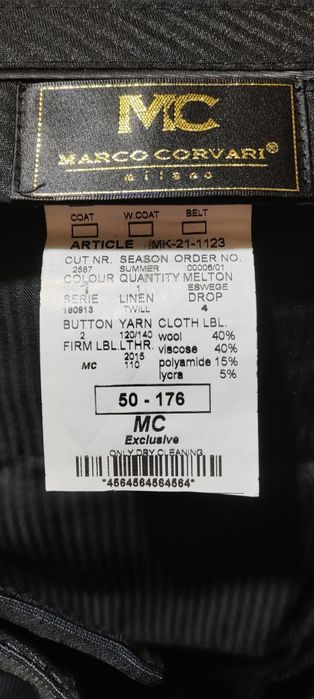 MC
MARCO CORVARI®
milano
COAT W.COAT BELT
ARTICLE MK-21-1123
CUT NR. SEASON ORDER NO.
2587 SUMMER 00006/01
COLOUR QUANTITY MELTON
1 1 ESWEGE
SERIE LINEN DROP
180913 TWILL 4
BUTTON YARN CLOTH LBL.
2 120/140 wool 40%
FIRM LBL.LTHR. viscose 40%
2015 polyamide 15%
MC 110 lycra 5%
50 - 176
MC
Exclusive
ONLY DRY CLEANING
*4564564564564*